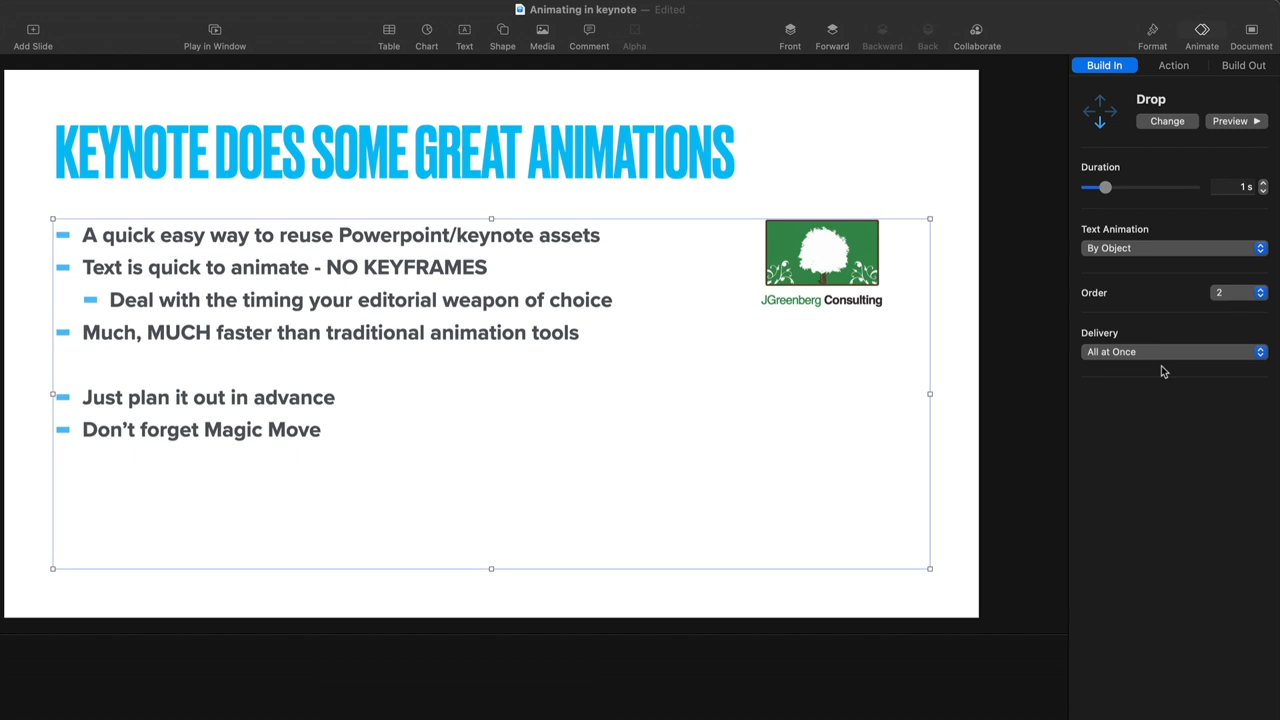 Animating in keynote — Edited
Add Slide
Play in Window
Table
Chart
Text
Shape
Media
Comment
Alpha
Front
Forward
Backward
Back
Collaborate
Format
Animate
Document
Build In
Action
Build Out
Drop
Change
Preview
Duration
1 s
Text Animation
By Object
Order
2
Delivery
All at Once
KEYNOTE DOES SOME GREAT ANIMATIONS
A quick easy way to reuse Powerpoint/keynote assets
Text is quick to animate - NO KEYFRAMES
Deal with the timing your editorial weapon of choice
Much, MUCH faster than traditional animation tools
Just plan it out in advance
Don’t forget Magic Move
JGreenberg Consulting